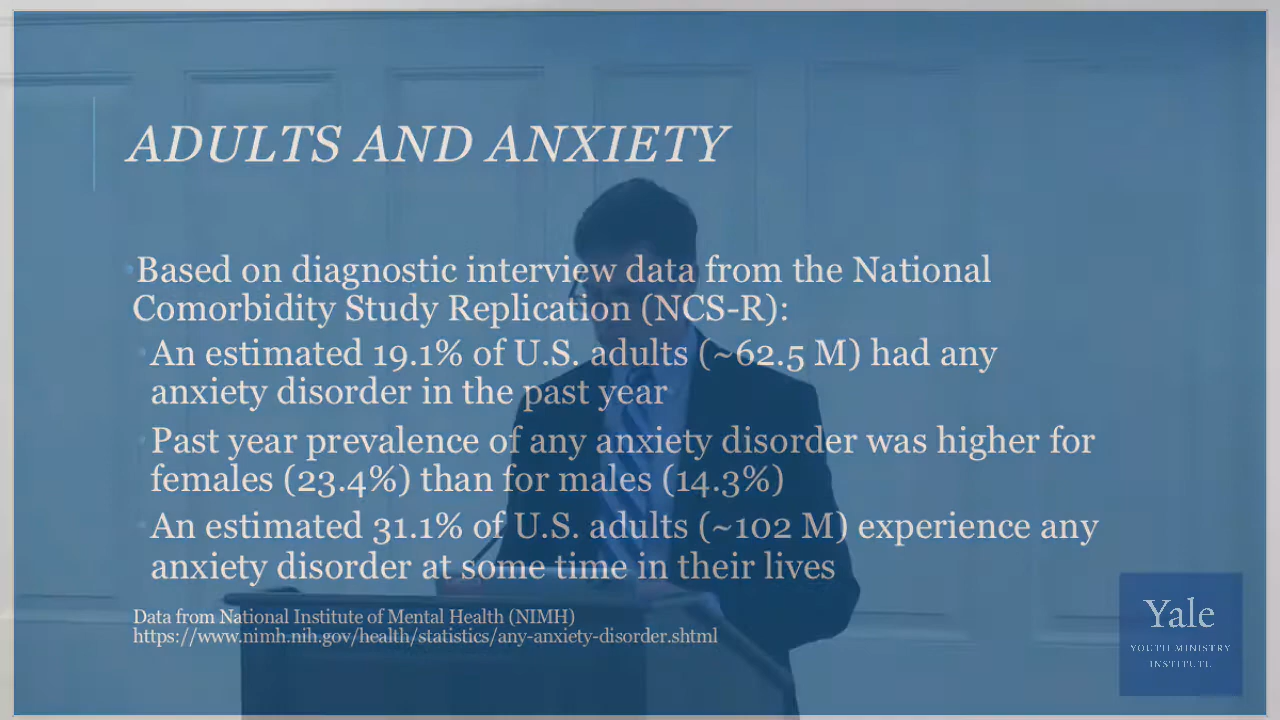 ADULTS AND ANXIETY
Based on diagnostic interview data from the National
Comorbidity Study Replication (NCS-R):
An estimated 19.1% of U.S. adults (~62.5 M) had any
anxiety disorder in the past year
Past year prevalence of any anxiety disorder was higher for
females (23.4%) than for males (14.3%)
An estimated 31.1% of U.S. adults (~102 M) experience any
anxiety disorder at some time in their lives
Data from National Institute of Mental Health (NIMH)
https://www.nimh.nih.gov/health/statistics/any-anxiety-disorder.shtml
Yale
YOUTH MINISTRY
INSTITUTE